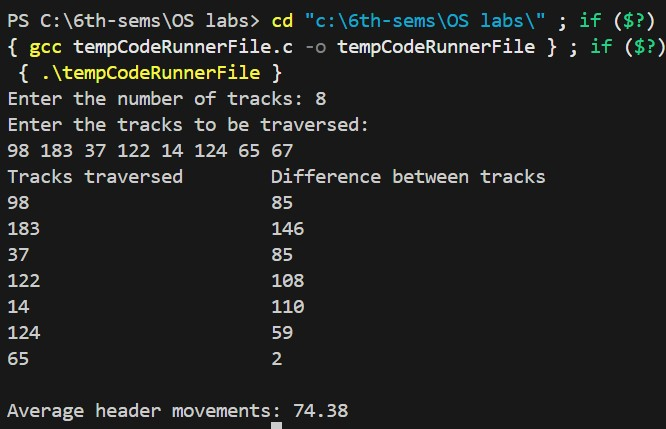 PS C:\6th-sems\OS labs> cd "c:\6th-sems\OS labs\" ; if ($?)
{ gcc tempCodeRunnerFile.c -o tempCodeRunnerFile } ; if ($?)
{ .\tempCodeRunnerFile }
Enter the number of tracks: 8
Enter the tracks to be traversed:
98 183 37 122 14 124 65 67
Tracks traversed Difference between tracks
98 85
183 146
37 85
122 108
14 110
124 59
65 2
Average header movements: 74.38